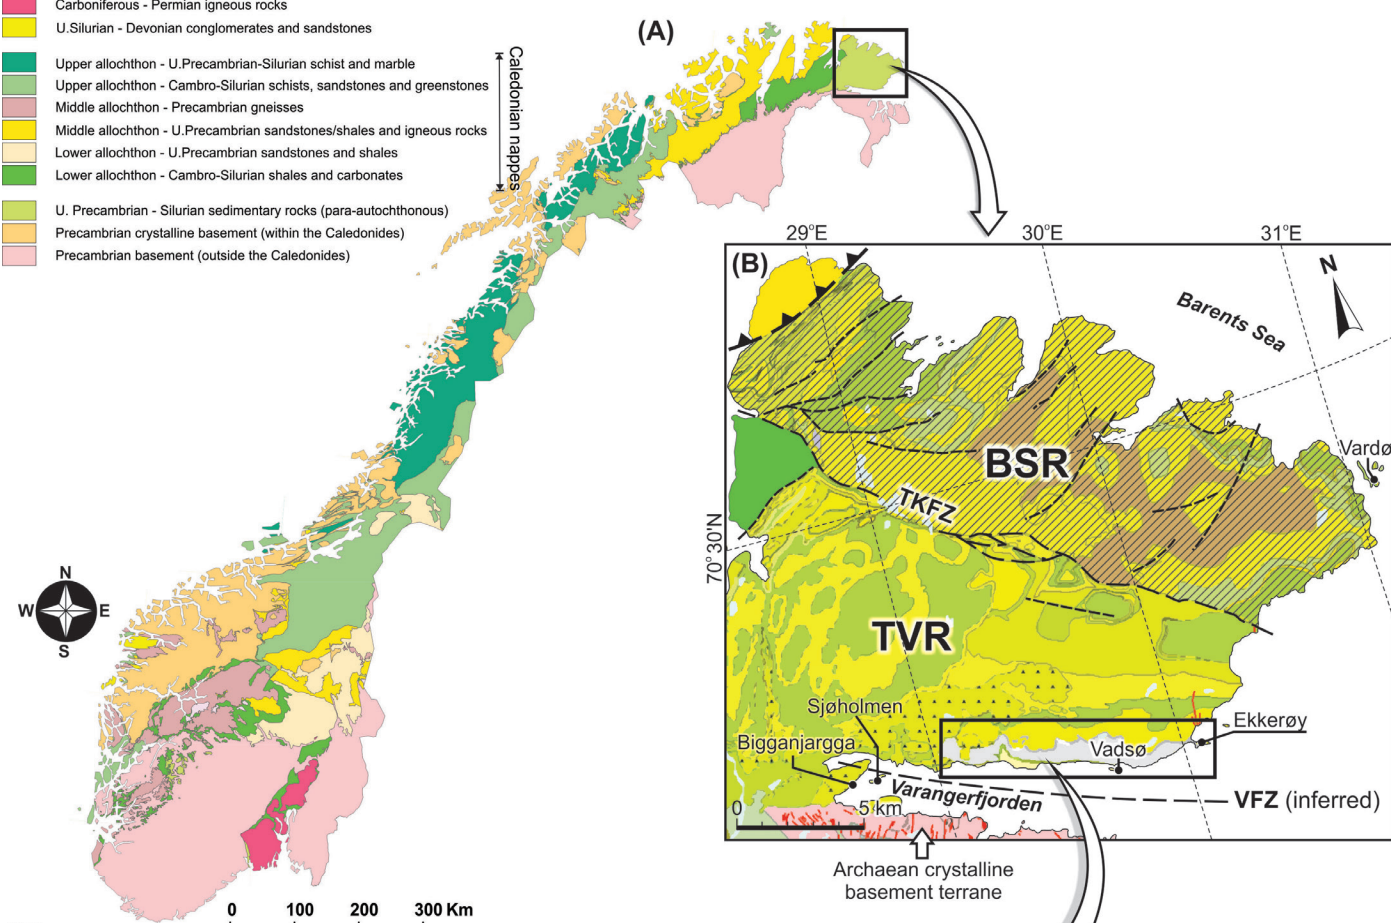 Carboniferous - Permian igneous rocks
U.Silurian - Devonian conglomerates and sandstones
Upper allochthon - U.Precambrian-Silurian schist and marble
Upper allochthon - Cambro-Silurian schists, sandstones and greenstones
Middle allochthon - Precambrian gneisses
Middle allochthon - U.Precambrian sandstones/shales and igneous rocks
Lower allochthon - U.Precambrian sandstones and shales
Lower allochthon - Cambro-Silurian shales and carbonates
U. Precambrian - Silurian sedimentary rocks (para-autochthonous)
Precambrian crystalline basement (within the Caledonides)
Precambrian basement (outside the Caledonides)
Caledonian nappes
(A)
N
W E
S
0 100 200 300 Km
29°E 30°E 31°E
(B)
N
Barents Sea
Vardø
BSR
TKFZ
70°30'N
TVR
Sjøholmen
Bigganjargga
Ekkerøy
Vadsø
Varangerfjorden
VFZ (inferred)
0 5 km
Archaean crystalline
basement terrane